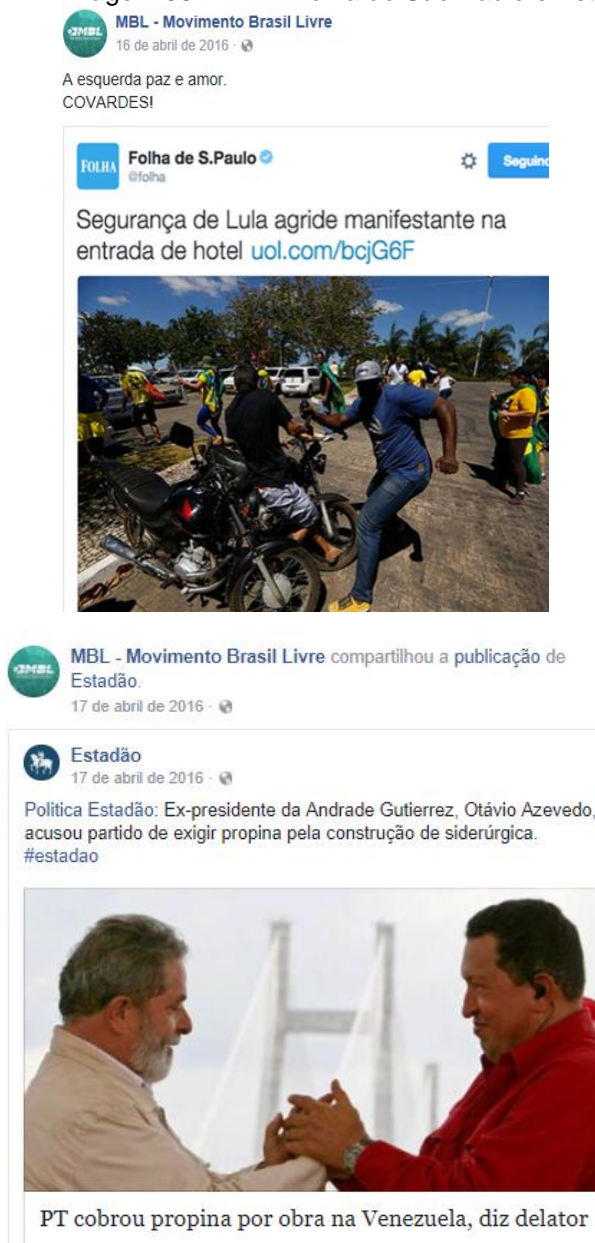 MBL - Movimento Brasil Livre
16 de abril de 2016 ·
A esquerda paz e amor.
COVARDES!
FOLHA
Folha de S.Paulo
@folha
Segurança de Lula agride manifestante na
entrada de hotel uol.com/bcjG6F
MBL
MBL - Movimento Brasil Livre compartilhou a publicação de
Estadão.
17 de abril de 2016 ·
Estadão
17 de abril de 2016 ·
Politica Estadão: Ex-presidente da Andrade Gutierrez, Otávio Azevedo,
acusou partido de exigir propina pela construção de siderúrgica.
#estadao
PT cobrou propina por obra na Venezuela, diz delator